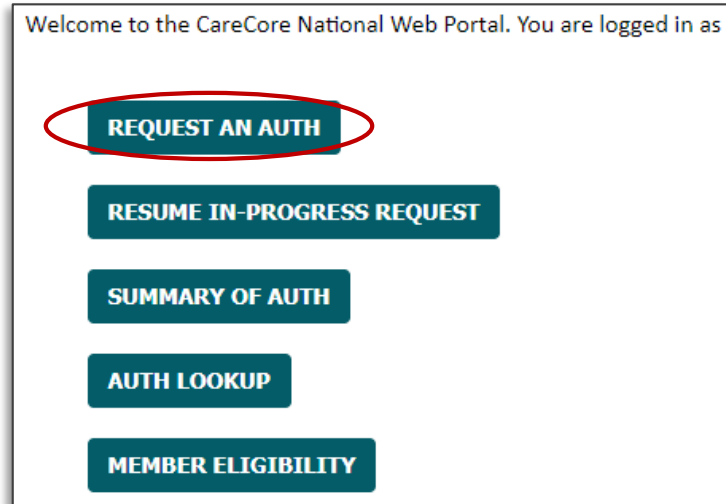 Welcome to the CareCore National Web Portal. You are logged in as
REQUEST AN AUTH
RESUME IN-PROGRESS REQUEST
SUMMARY OF AUTH
AUTH LOOKUP
MEMBER ELIGIBILITY